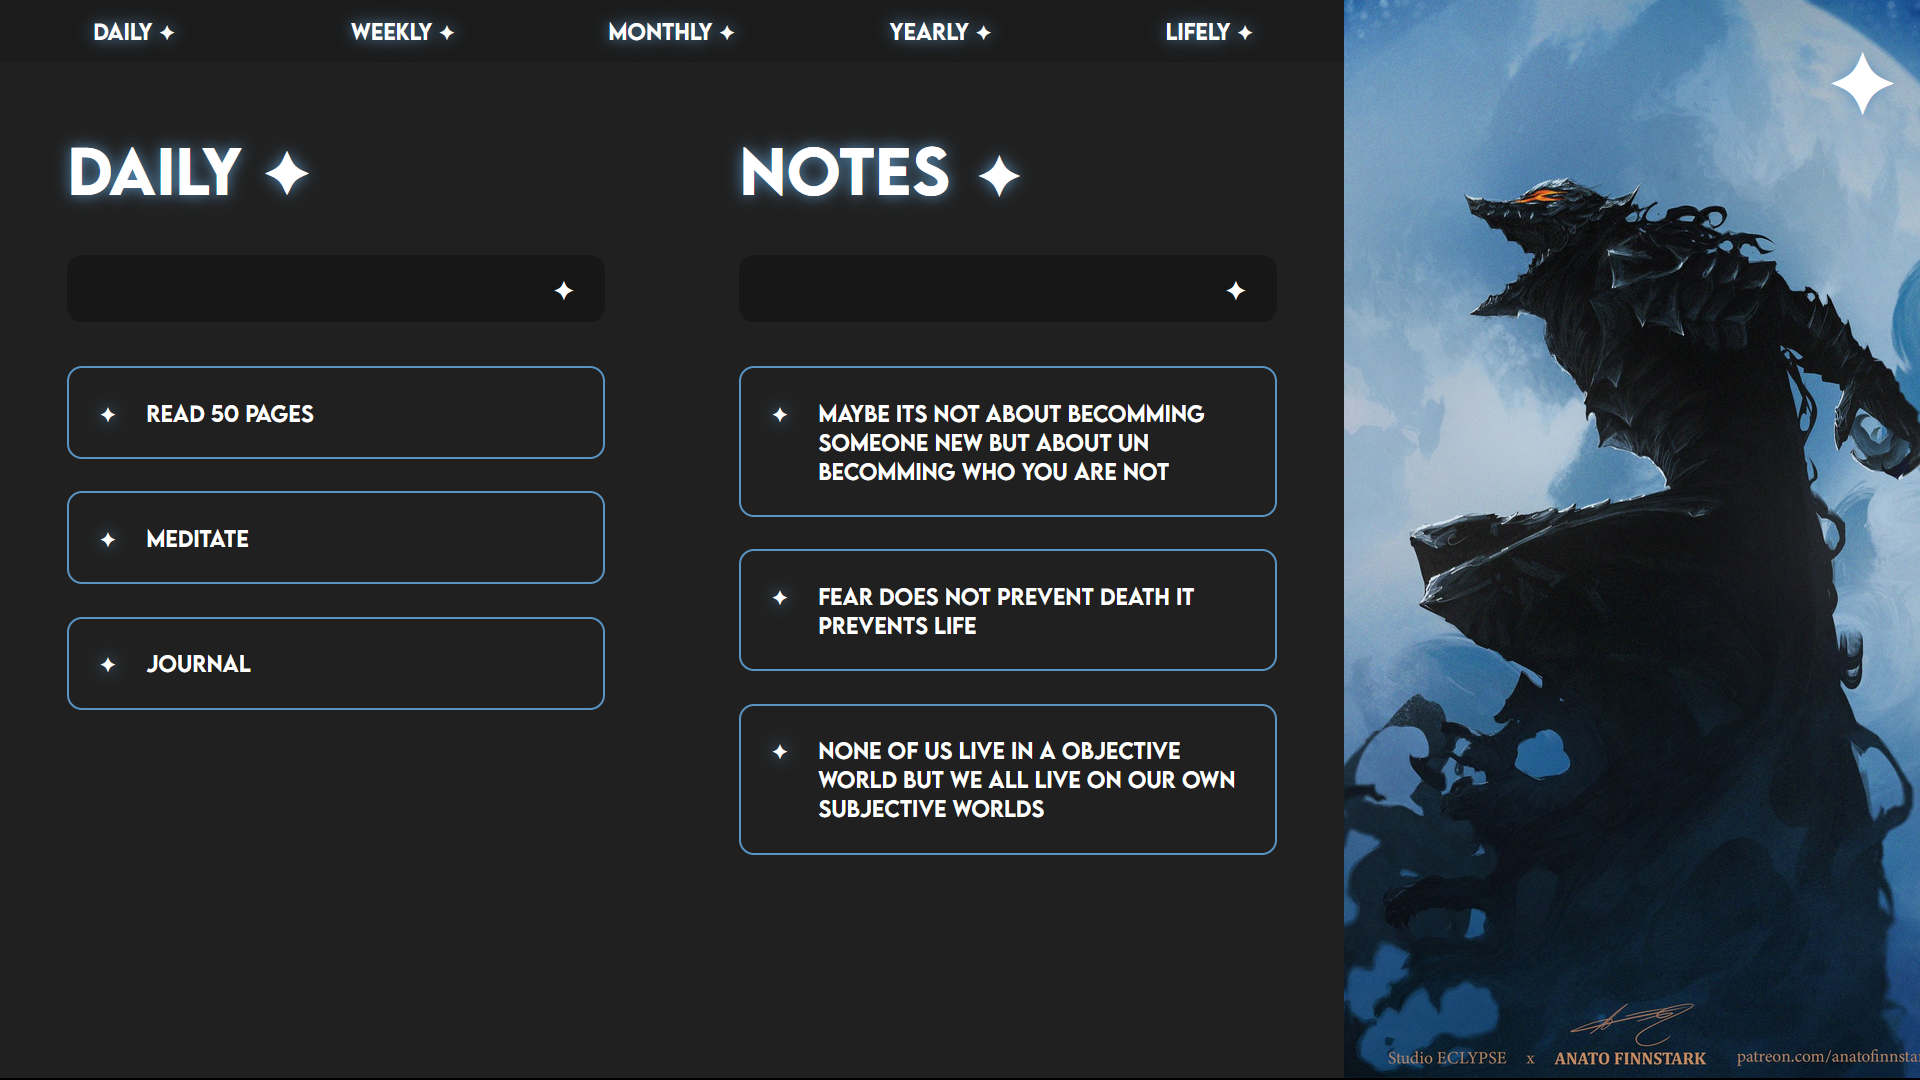 DAILY ✦
WEEKLY ✦
MONTHLY ✦
YEARLY ✦
LIFELY ✦
DAILY ✦
READ 50 PAGES
MEDITATE
JOURNAL
NOTES ✦
MAYBE ITS NOT ABOUT BECOMMING
SOMEONE NEW BUT ABOUT UN
BECOMMING WHO YOU ARE NOT
FEAR DOES NOT PREVENT DEATH IT
PREVENTS LIFE
NONE OF US LIVE IN A OBJECTIVE
WORLD BUT WE ALL LIVE ON OUR OWN
SUBJECTIVE WORLDS
Studio ECLYPSE x ANATO FINNSTARK patreon.com/anatofinnstar